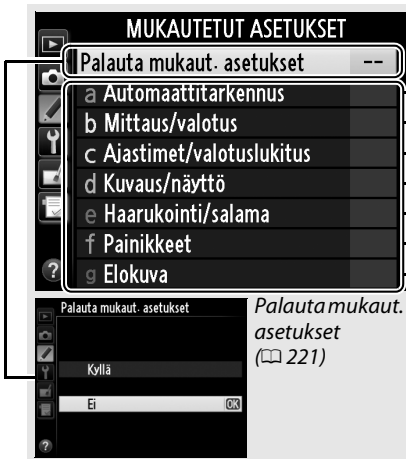 MUKAUTETUT ASETUKSET
Palauta mukaut. asetukset --
a Automaattitarkennus
b Mittaus/valotus
c Ajastimet/valotuslukitus
d Kuvaus/näyttö
e Haarukointi/salama
f Painikkeet
g Elokuva
?
Palauta mukaut. asetukset
Kyllä
Ei OK
?
Palauta mukaut.
asetukset
(📖 221)